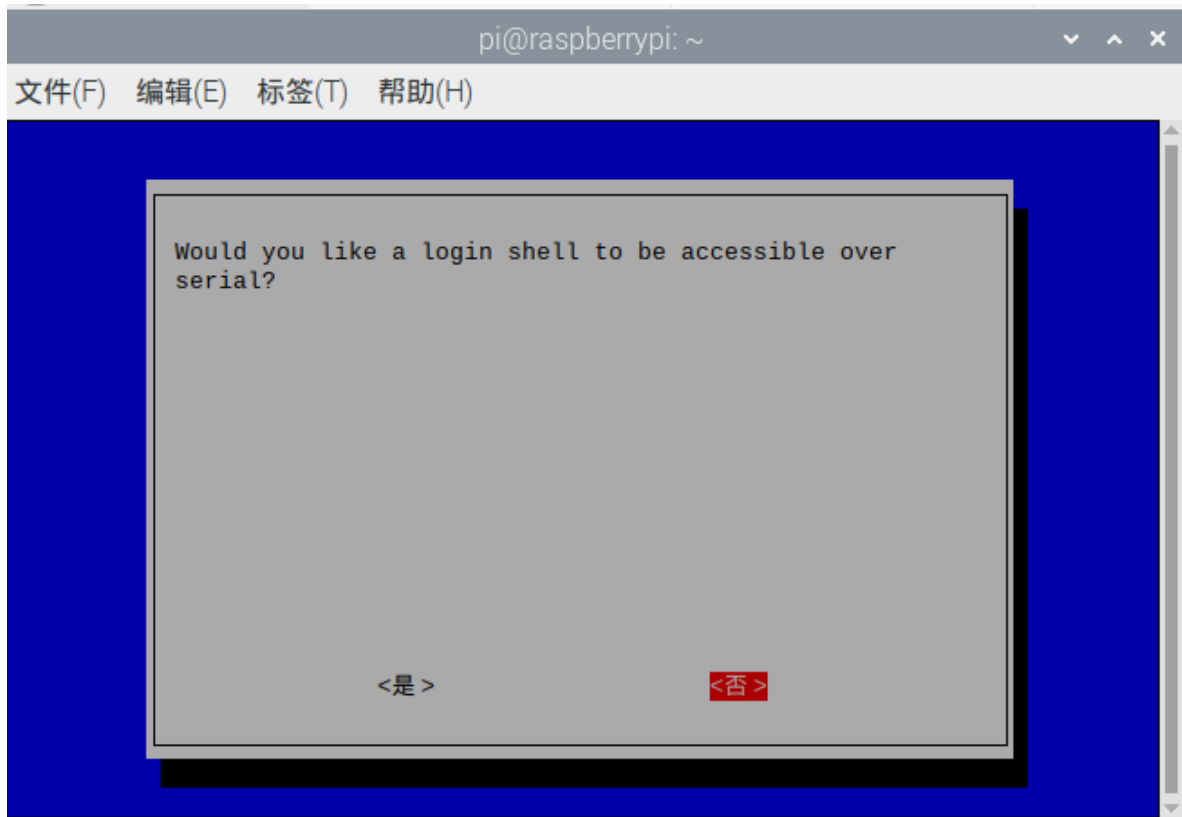 pi@raspberrypi: ~
文件(F) 编辑(E) 标签(T) 帮助(H)
Would you like a login shell to be accessible over
serial?
<是> <否>